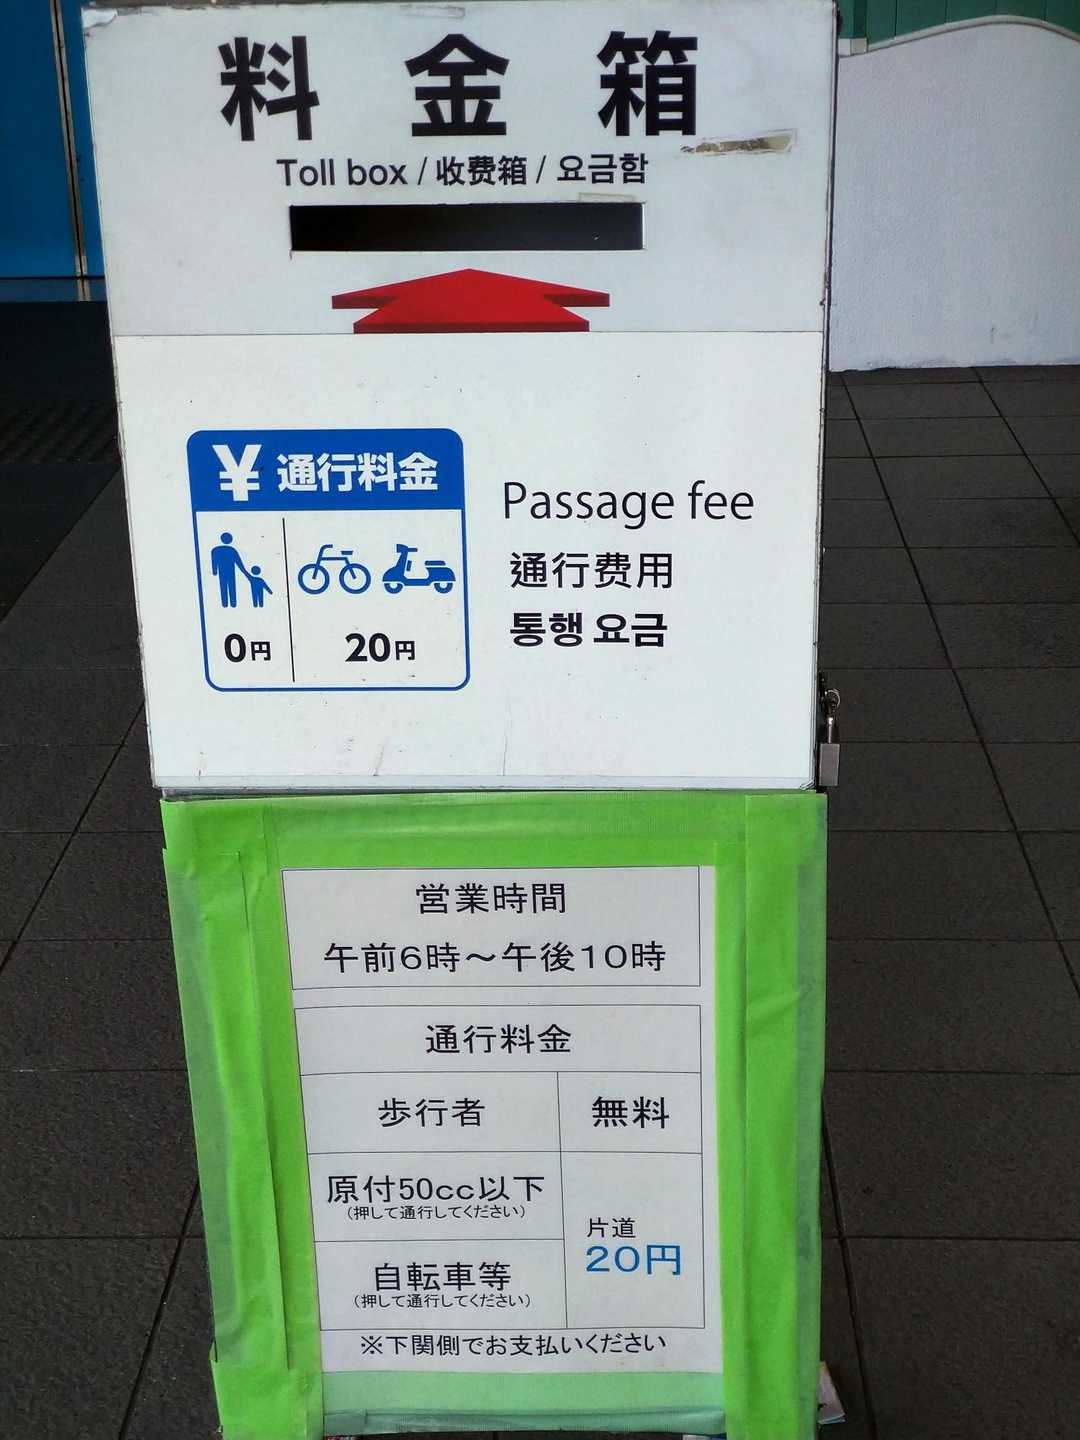 料金箱
Toll box / 收费箱 / 요금함
¥ 通行料金
0円
20円
Passage fee
通行费用
통행 요금
営業時間
午前6時～午後10時
通行料金
歩行者
無料
原付50cc以下
(押して通行してください)
片道
20円
自転車等
(押して通行してください)
※下関側でお支払いください